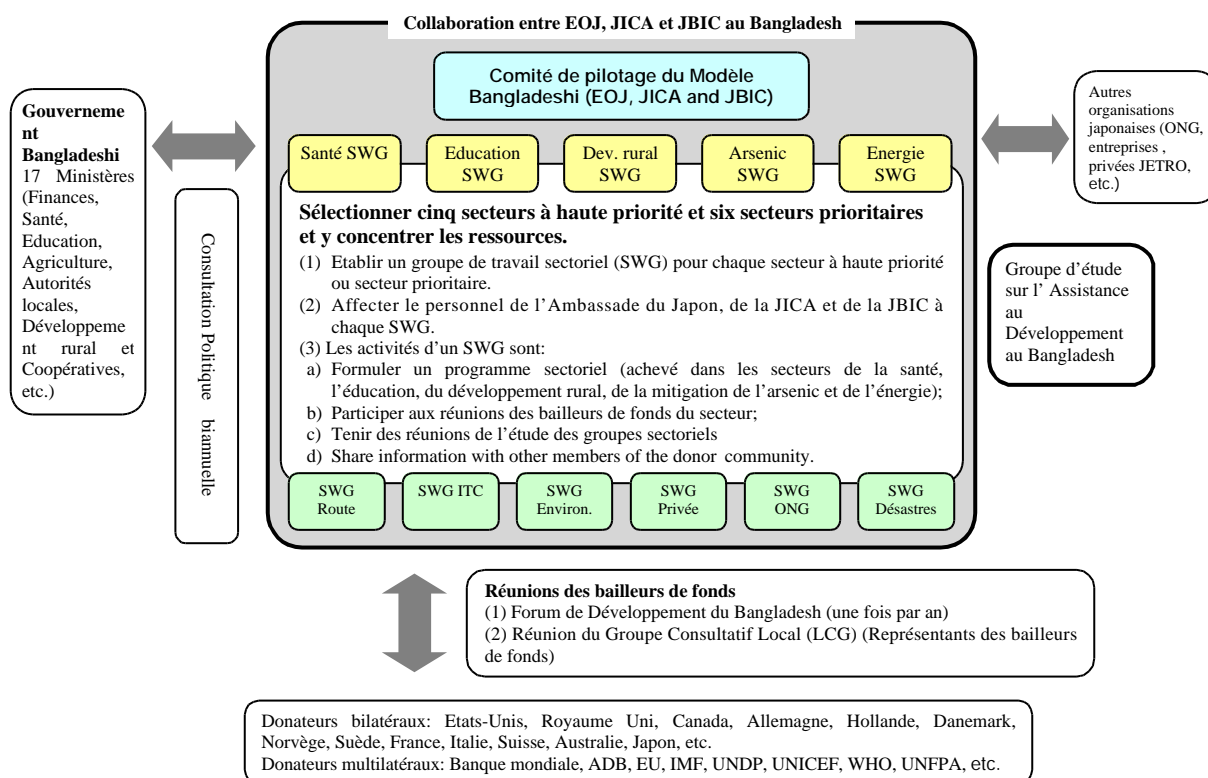 Collaboration entre EOJ, JICA et JBIC au Bangladesh
Comité de pilotage du Modèle
Bangladeshi (EOJ, JICA and JBIC)
Gouverneme
nt
Bangladeshi
17 Ministères
(Finances,
Santé,
Education,
Agriculture,
Autorités
locales,
Développeme
nt rural et
Coopératives,
etc.)
Consultation Politique biannuelle
Autres
organisations
japonaises (ONG,
entreprises ,
privées JETRO,
etc.)
Santé SWG
Education
SWG
Dev. rural
SWG
Arsenic
SWG
Energie
SWG
Sélectionner cinq secteurs à haute priorité et six secteurs prioritaires
et y concentrer les ressources.
(1) Etablir un groupe de travail sectoriel (SWG) pour chaque secteur à haute priorité
ou secteur prioritaire.
(2) Affecter le personnel de l’Ambassade du Japon, de la JICA et de la JBIC à
chaque SWG.
(3) Les activités d’un SWG sont:
a) Formuler un programme sectoriel (achevé dans les secteurs de la santé,
l’éducation, du développement rural, de la mitigation de l’arsenic et de l’énergie);
b) Participer aux réunions des bailleurs de fonds du secteur;
c) Tenir des réunions de l’étude des groupes sectoriels
d) Share information with other members of the donor community.
Groupe d’étude
sur l’ Assistance
au
Développement
au Bangladesh
SWG
Route
SWG ITC
SWG
Environ.
SWG
Privée
SWG
ONG
SWG
Désastres
Réunions des bailleurs de fonds
(1) Forum de Développement du Bangladesh (une fois par an)
(2) Réunion du Groupe Consultatif Local (LCG) (Représentants des bailleurs
de fonds)
Donateurs bilatéraux: Etats-Unis, Royaume Uni, Canada, Allemagne, Hollande, Danemark,
Norvège, Suède, France, Italie, Suisse, Australie, Japon, etc.
Donateurs multilatéraux: Banque mondiale, ADB, EU, IMF, UNDP, UNICEF, WHO, UNFPA, etc.